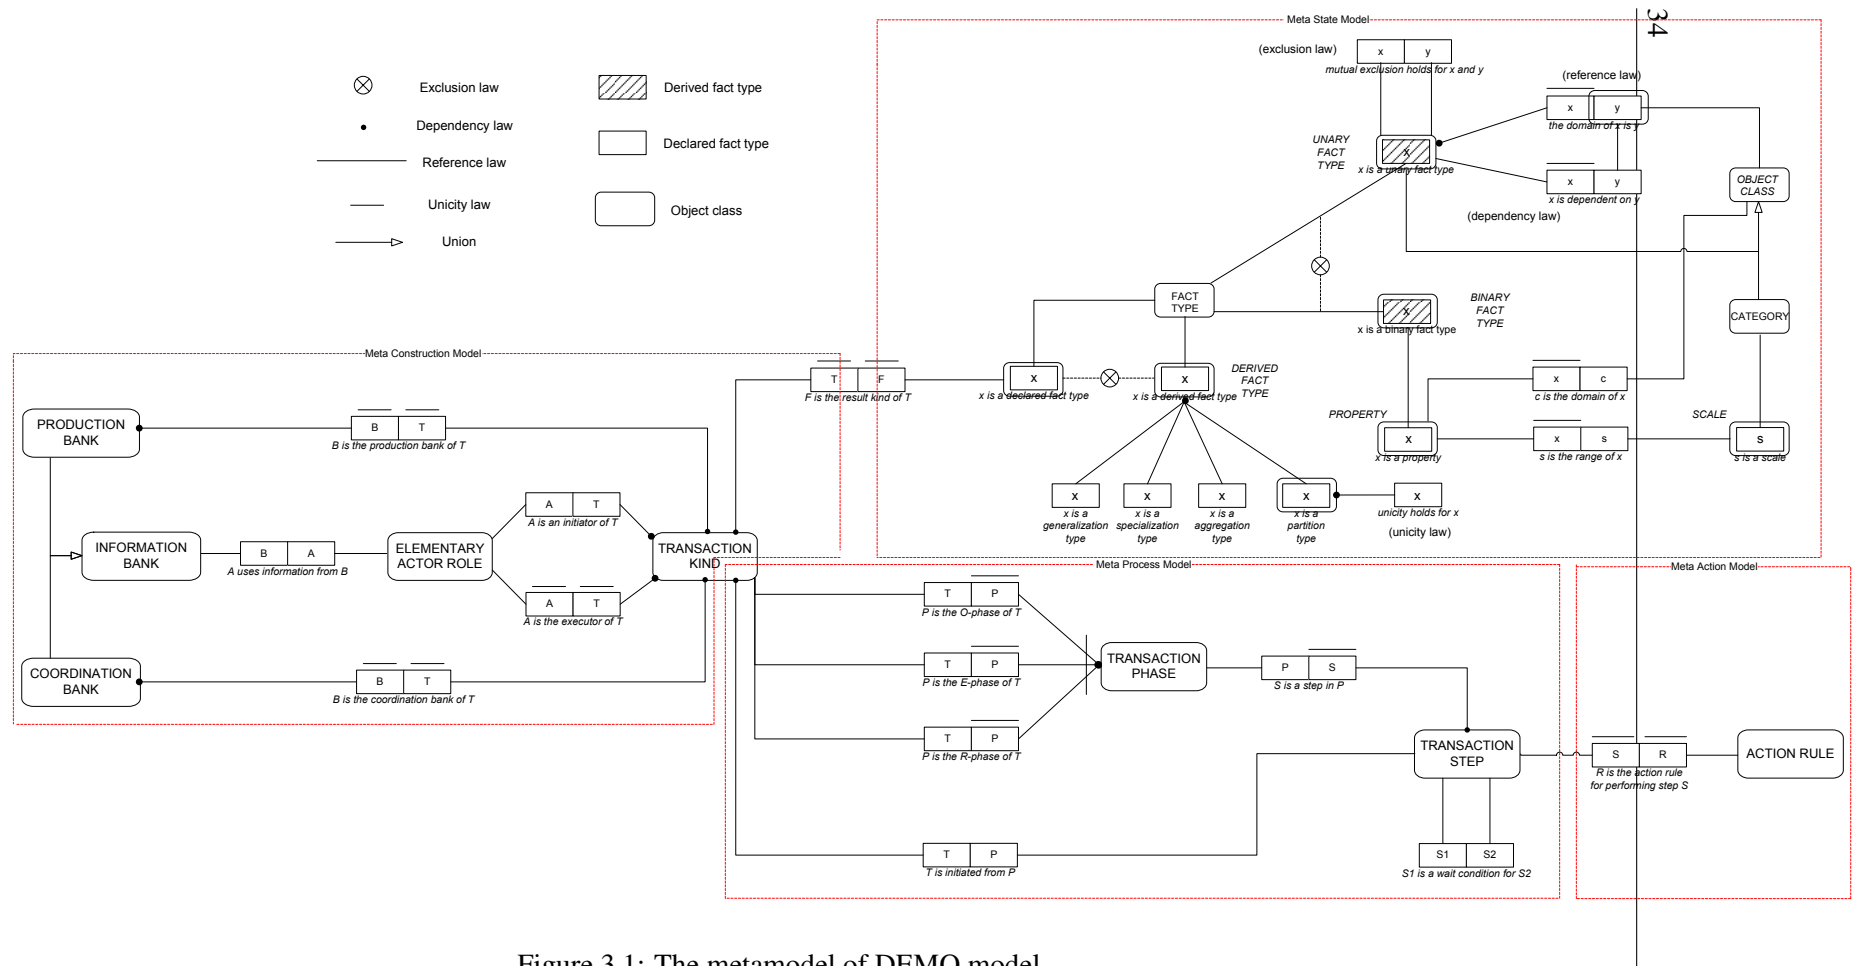 34
Meta State Model
(exclusion law)
x y
mutual exclusion holds for x and y
(reference law)
x y
the domain of x is y
Exclusion law
Derived fact type
Dependency law
Declared fact type
Reference law
Unicity law
Object class
Union
UNARY
FACT
TYPE
x
x is a unary fact type
x y
x is dependent on y
(dependency law)
OBJECT
CLASS
FACT
TYPE
x
x is a binary fact type
BINARY
FACT
TYPE
CATEGORY
Meta Construction Model
T F
F is the result kind of T
x
x is a declared fact type
x
x is a derived fact type
DERIVED
FACT
TYPE
x c
c is the domain of x
PROPERTY
x
x is a property
x s
s is the range of x
SCALE
s
s is a scale
PRODUCTION
BANK
B T
B is the production bank of T
x
x is a
generalization
type
x
x is a
specialization
type
x
x is a
aggregation
type
x
x is a
partition
type
x
unicity holds for x
(unicity law)
A T
A is an initiator of T
INFORMATION
BANK
B A
A uses information from B
ELEMENTARY
ACTOR ROLE
TRANSACTION
KIND
A T
A is the executor of T
COORDINATION
BANK
B T
B is the coordination bank of T
Meta Process Model
T P
P is the O-phase of T
T P
P is the E-phase of T
T P
P is the R-phase of T
TRANSACTION
PHASE
P S
S is a step in P
TRANSACTION
STEP
T P
T is initiated from P
S1 S2
S1 is a wait condition for S2
Meta Action Model
S R
R is the action rule
for performing step S
ACTION RULE
Figure 3.1: The metamodel of DEMO model